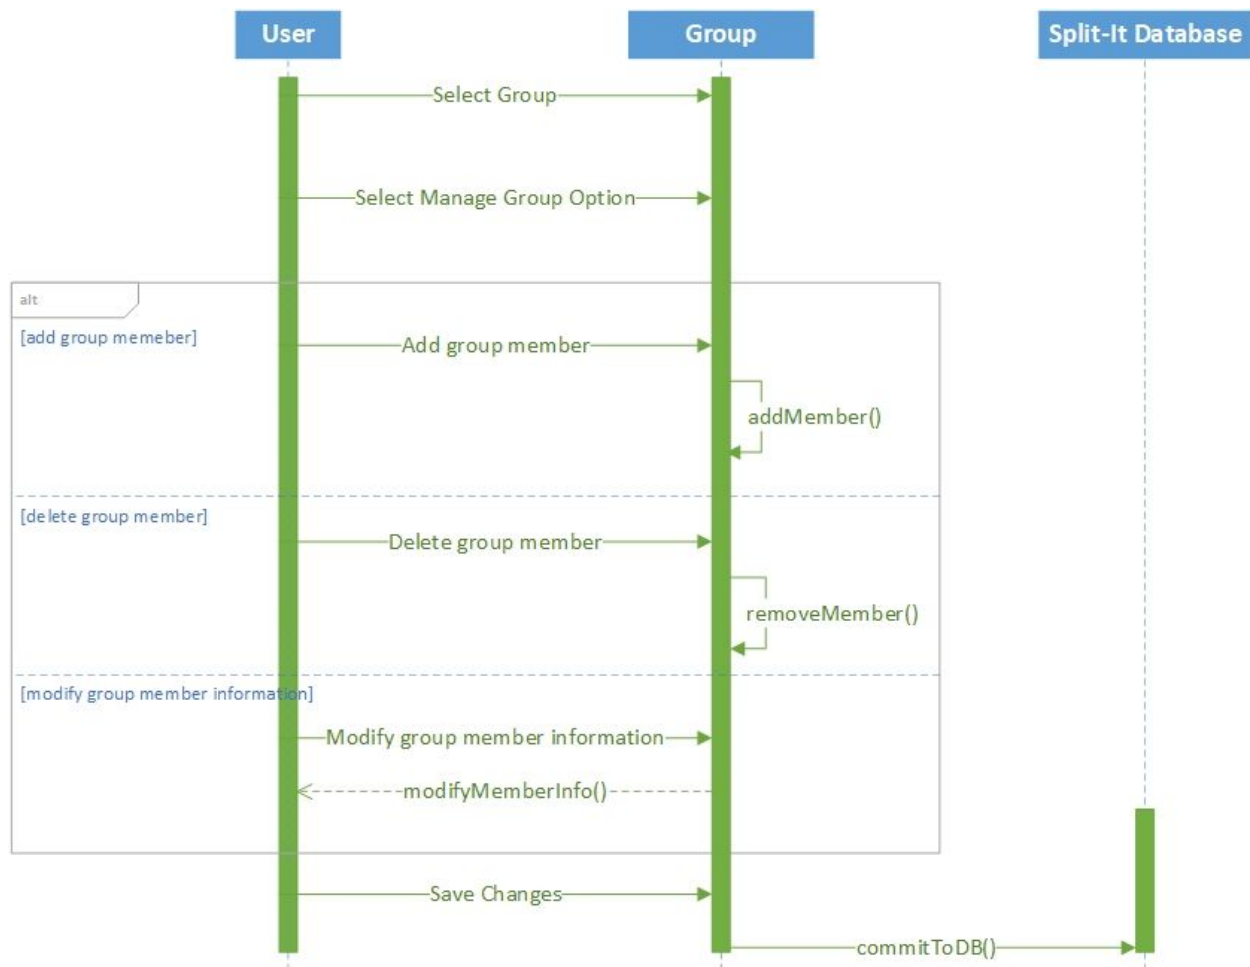 User
Group
Split-It Database
Select Group
Select Manage Group Option
alt
[add group memeber]
Add group member
addMember()
[delete group member]
Delete group member
removeMember()
[modify group member information]
Modify group member information
modifyMemberInfo()
Save Changes
commitToDB()